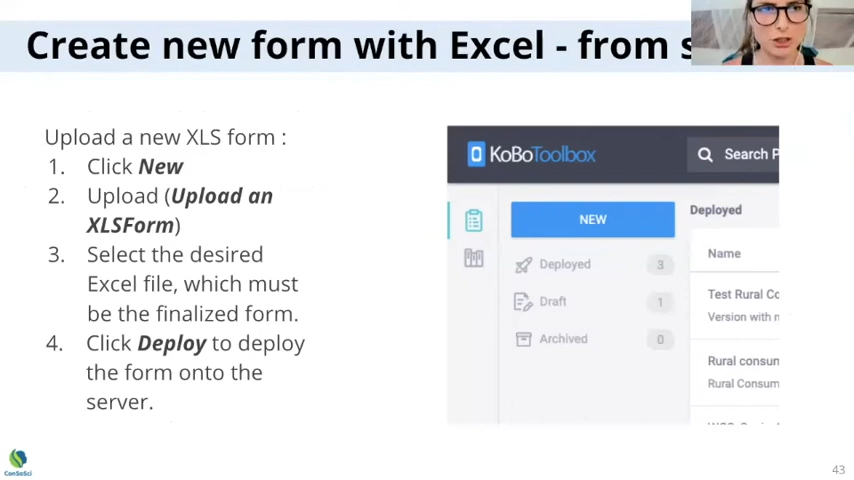 Create new form with Excel - from
Upload a new XLS form :
1. Click New
2. Upload (Upload an
XLSForm)
3. Select the desired
Excel file, which must
be the finalized form.
4. Click Deploy to deploy
the form onto the
server.
KoBoToolbox
Search P
NEW
Deployed 3
Draft 1
Archived 0
Deployed
Name
Test Rural Co
Version with n
Rural consun
Rural Consum
ConSoSci
43